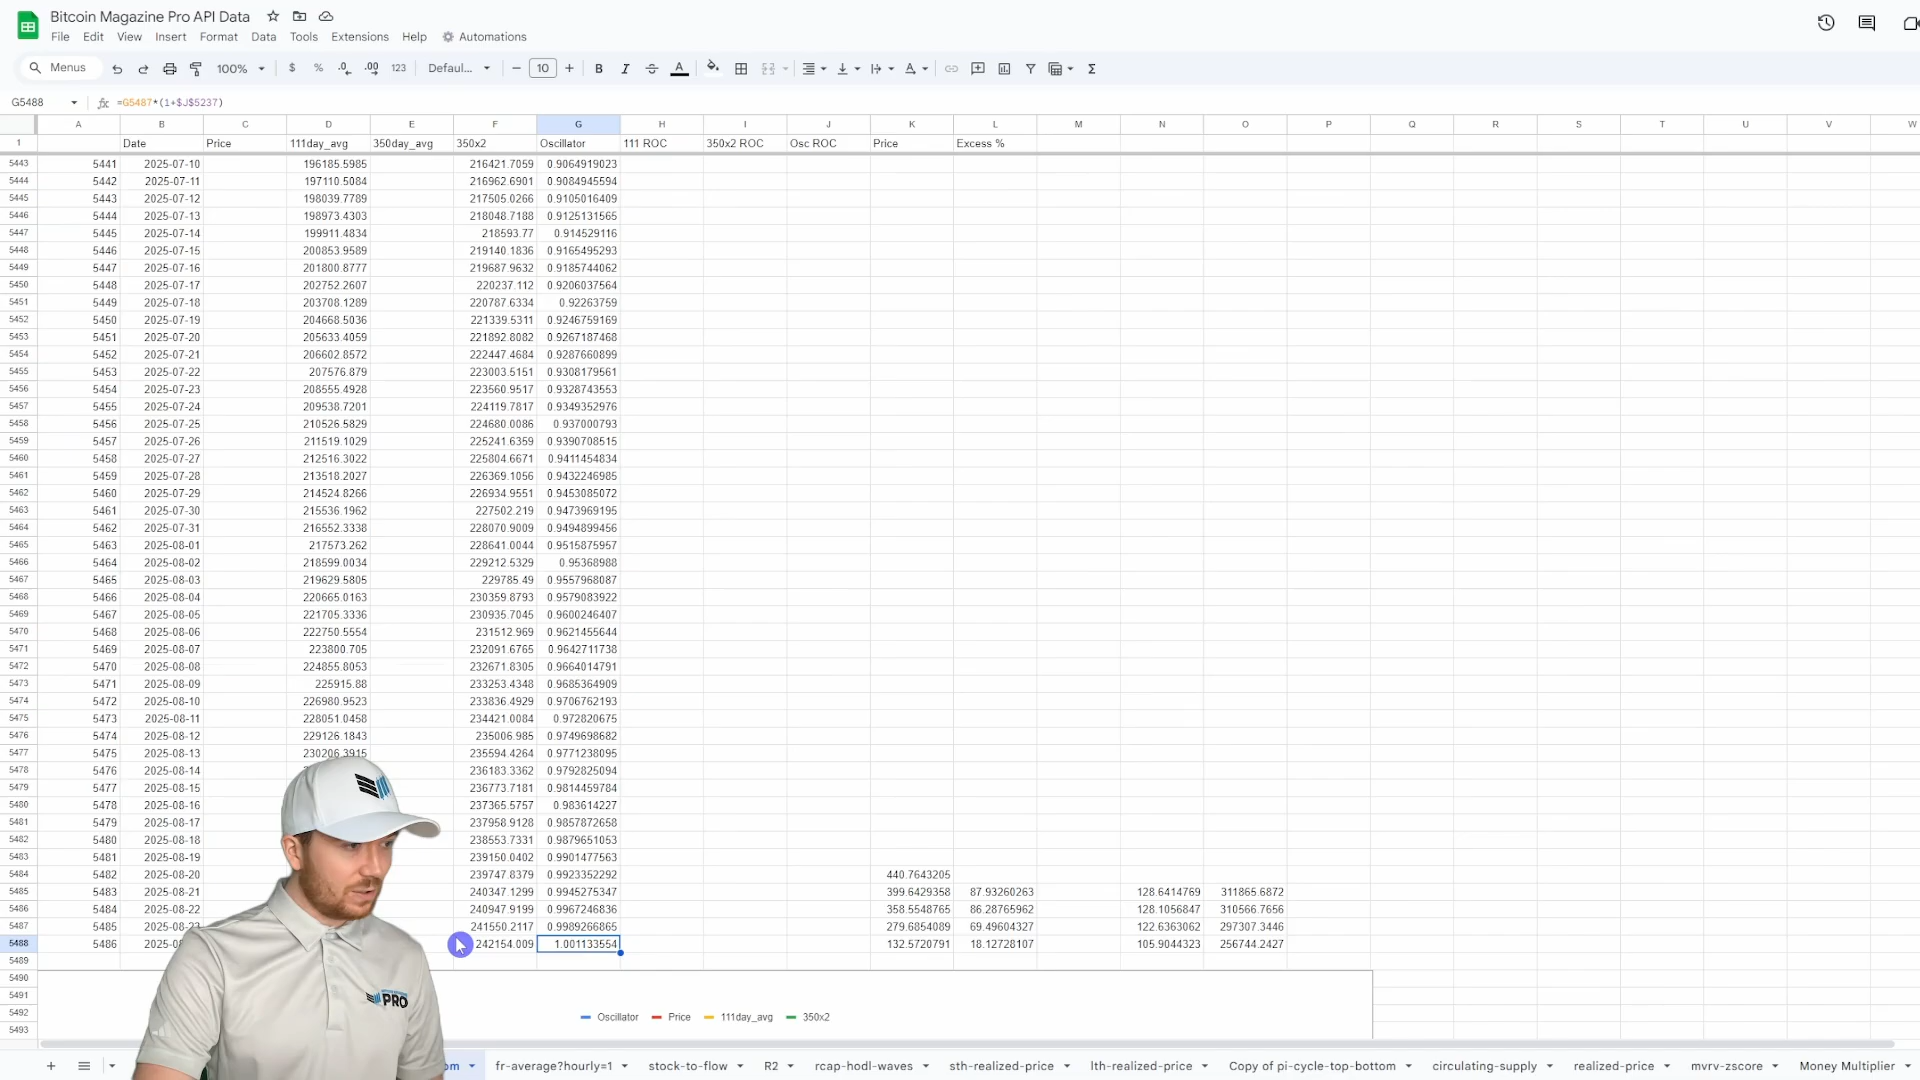 Bitcoin Magazine Pro API Data
File Edit View Insert Format Data Tools Extensions Help Automations
Menus 100% $ % .0 .00 123 Defaul... 10 B I A Σ
G5488 fx =G5487*(1+$J$5237)
A B C D E F G H I J K L M N O P Q R S T U V W
1 Date Price 111day_avg 350day_avg 350x2 Oscillator 111 ROC 350x2 ROC Osc ROC Price Excess %
5443 5441 2025-07-10 196185.5985 216421.7059 0.9064919023
5444 5442 2025-07-11 197110.5084 216962.6901 0.9084945594
5445 5443 2025-07-12 198039.7789 217505.0266 0.9105016409
5446 5444 2025-07-13 198973.4303 218048.7188 0.9125131565
5447 5445 2025-07-14 199911.4834 218593.77 0.914529116
5448 5446 2025-07-15 200853.9589 219140.1836 0.9165495293
5449 5447 2025-07-16 201800.8777 219687.9632 0.9185744062
5450 5448 2025-07-17 202752.2607 220237.112 0.9206037564
5451 5449 2025-07-18 203708.1289 220787.6334 0.92263759
5452 5450 2025-07-19 204668.5036 221339.5311 0.9246759169
5453 5451 2025-07-20 205633.4059 221892.8082 0.9267187468
5454 5452 2025-07-21 206602.8572 222447.4684 0.9287660899
5455 5453 2025-07-22 207576.879 223003.5151 0.9308179561
5456 5454 2025-07-23 208555.4928 223560.9517 0.9328743553
5457 5455 2025-07-24 209538.7201 224119.7817 0.9349352976
5458 5456 2025-07-25 210526.5829 224680.0086 0.937000793
5459 5457 2025-07-26 211519.1029 225241.6359 0.9390708515
5460 5458 2025-07-27 212516.3022 225804.6671 0.9411454834
5461 5459 2025-07-28 213518.2027 226369.1056 0.9432246985
5462 5460 2025-07-29 214524.8266 226934.9551 0.9453085072
5463 5461 2025-07-30 215536.1962 227502.219 0.9473969195
5464 5462 2025-07-31 216552.3338 228070.9009 0.9494899456
5465 5463 2025-08-01 217573.262 228641.0044 0.9515875957
5466 5464 2025-08-02 218599.0034 229212.5329 0.95368988
5467 5465 2025-08-03 219629.5805 229785.49 0.9557968087
5468 5466 2025-08-04 220665.0163 230359.8793 0.9579083922
5469 5467 2025-08-05 221705.3336 230935.7045 0.9600246407
5470 5468 2025-08-06 222750.5554 231512.969 0.9621455644
5471 5469 2025-08-07 223800.705 232091.6765 0.9642711738
5472 5470 2025-08-08 224855.8053 232671.8305 0.9664014791
5473 5471 2025-08-09 225915.88 233253.4348 0.9685364909
5474 5472 2025-08-10 226980.9523 233836.4929 0.9706762193
5475 5473 2025-08-11 228051.0458 234421.0084 0.972820675
5476 5474 2025-08-12 229126.1843 235006.985 0.9749698682
5477 5475 2025-08-13 230206.3915 235594.4264 0.9771238095
5478 5476 2025-08-14 236183.3362 0.9792825094
5479 5477 2025-08-15 236773.7181 0.9814459784
5480 5478 2025-08-16 237365.5757 0.983614227
5481 5479 2025-08-17 237958.9128 0.9857872658
5482 5480 2025-08-18 238553.7331 0.9879651053
5483 5481 2025-08-19 239150.0402 0.9901477563
5484 5482 2025-08-20 239747.8379 0.9923352292 440.7643205
5485 5483 2025-08-21 240347.1299 0.9945275347 399.6429358 87.93260263 128.6414769 311865.6872
5486 5484 2025-08-22 240947.9199 0.9967246836 358.5548765 86.28765962 128.1056847 310566.7656
5487 5485 2025-08-23 241550.2117 0.9989266865 279.6854089 69.49604327 122.6363062 297307.3446
5488 5486 2025-08 242154.009 1.001133554 132.5720791 18.12728107 105.9044323 256744.2427
5489
5490
5491
5492 Oscillator Price 111day_avg 350x2
5493
PRO
om fr-average?hourly=1 stock-to-flow R2 rcap-hodl-waves sth-realized-price lth-realized-price Copy of pi-cycle-top-bottom circulating-supply realized-price mvrv-zscore Money Multiplier